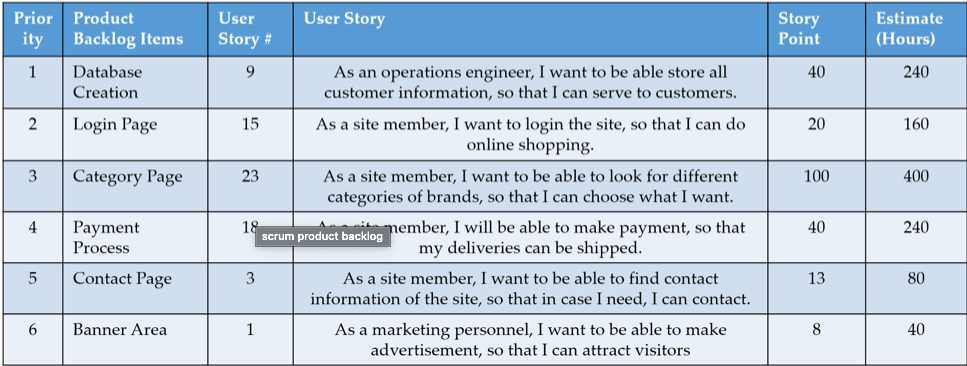 Prior
ity
Product
Backlog Items
User
Story #
User Story
Story
Point
Estimate
(Hours)
1
Database
Creation
9
As an operations engineer, I want to be able store all
customer information, so that I can serve to customers.
40
240
2
Login Page
15
As a site member, I want to login the site, so that I can do
online shopping.
20
160
3
Category Page
23
As a site member, I want to be able to look for different
categories of brands, so that I can choose what I want.
100
400
4
Payment
Process
18
As a site member, I will be able to make payment, so that
my deliveries can be shipped.
40
240
scrum product backlog
5
Contact Page
3
As a site member, I want to be able to find contact
information of the site, so that in case I need, I can contact.
13
80
6
Banner Area
1
As a marketing personnel, I want to be able to make
advertisement, so that I can attract visitors
8
40